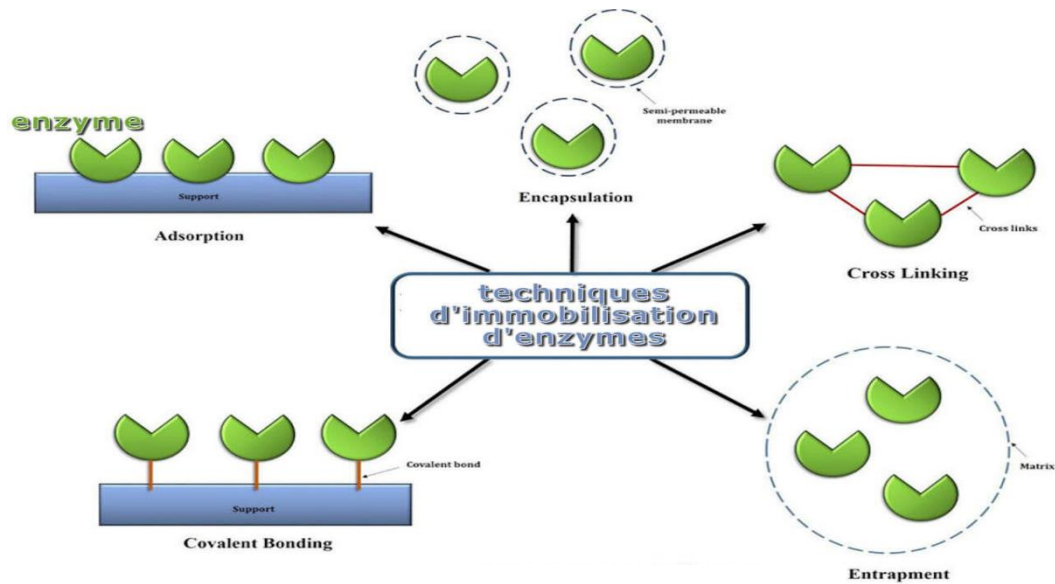 enzyme
Support
Adsorption
Semi-permeable
membrane
Encapsulation
Cross links
Cross Linking
techniques
d'immobilisation
d'enzymes
Covalent bond
Support
Covalent Bonding
Matrix
Entrapment